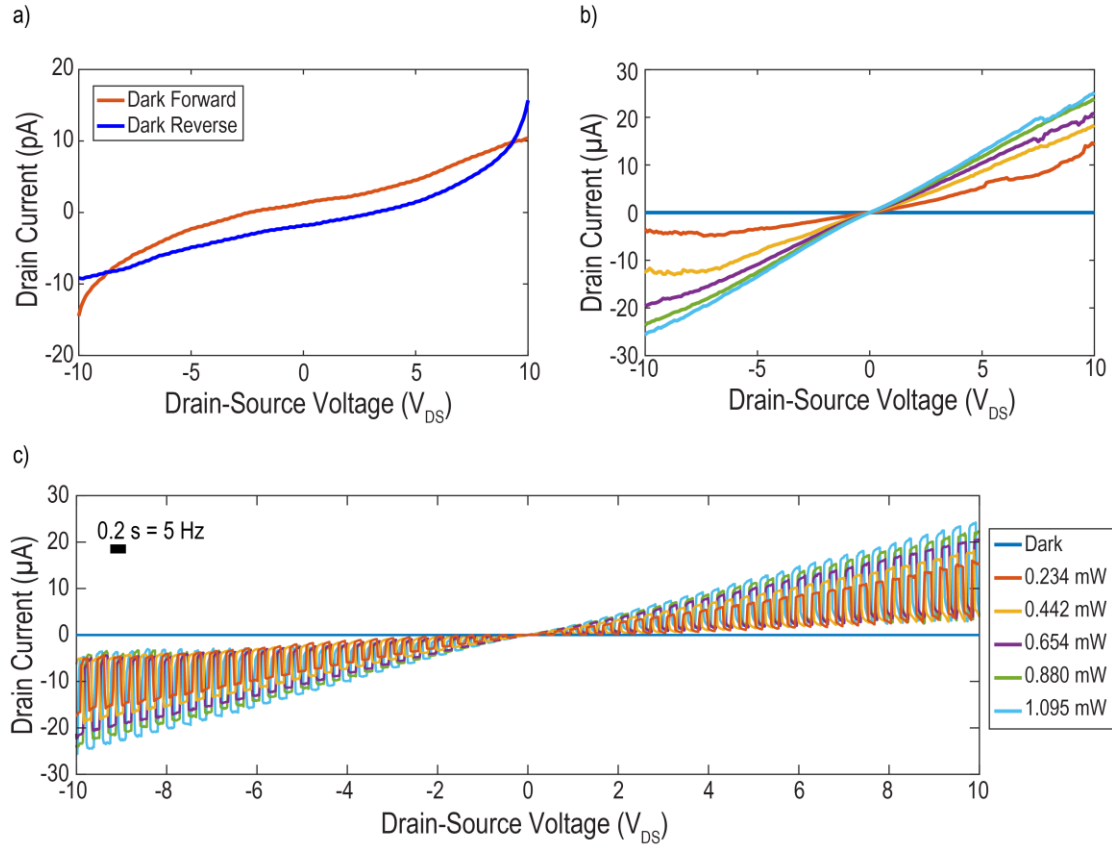 a)
20
10
0
-10
-20
Drain Current (pA)
Dark Forward
Dark Reverse
-10 -5 0 5 10
Drain-Source Voltage (V_DS)
b)
30
20
10
0
-10
-20
-30
Drain Current (µA)
-10 -5 0 5 10
Drain-Source Voltage (V_DS)
c)
30
20
10
0
-10
-20
-30
Drain Current (µA)
0.2 s = 5 Hz
-10 -8 -6 -4 -2 0 2 4 6 8 10
Drain-Source Voltage (V_DS)
Dark
0.234 mW
0.442 mW
0.654 mW
0.880 mW
1.095 mW